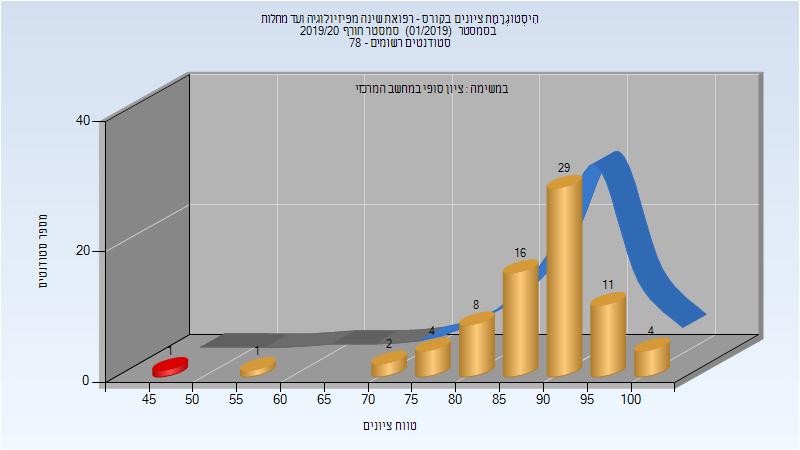 הִיסְטוֹגְרָמַת ציונים בקורס - רפואת שינה מפיזיולוגיה ועד מחלות
בסמסטר (01/2019) סמסטר חורף 2019/20
סטודנטים רשומים - 78
במשימה : ציון סופי במחשב המרכזי
מספר סטודנטים
40
20
0
1
1
2
4
8
16
29
11
4
45 50 55 60 65 70 75 80 85 90 95 100
טווח ציונים